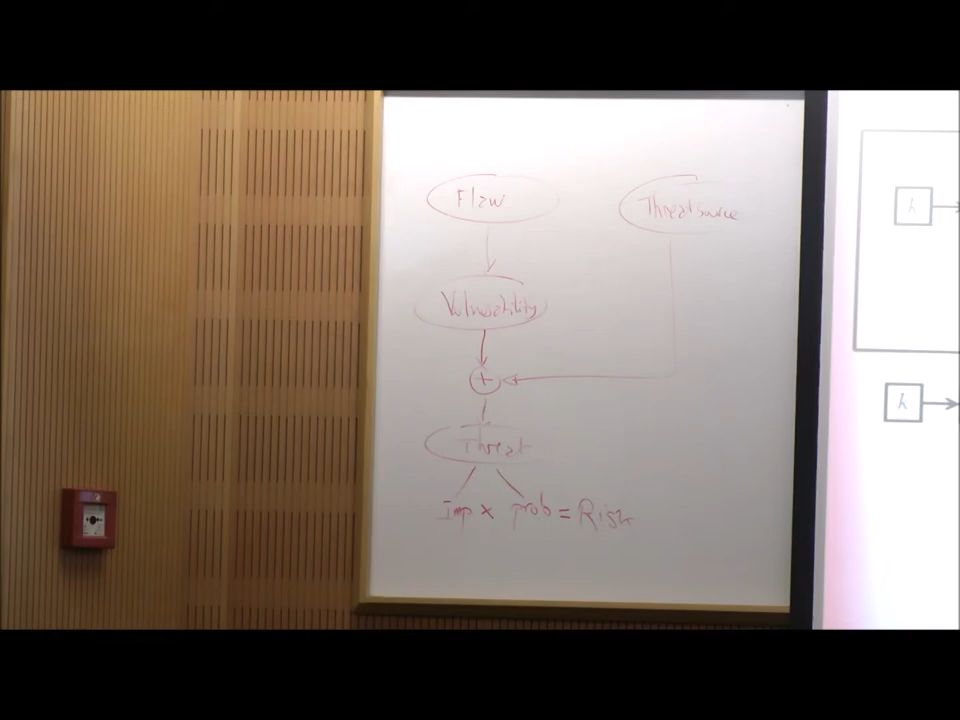 Flaw
Threat Source
Vulnerability
+
Threat
Imp x prob = Risk
h
h